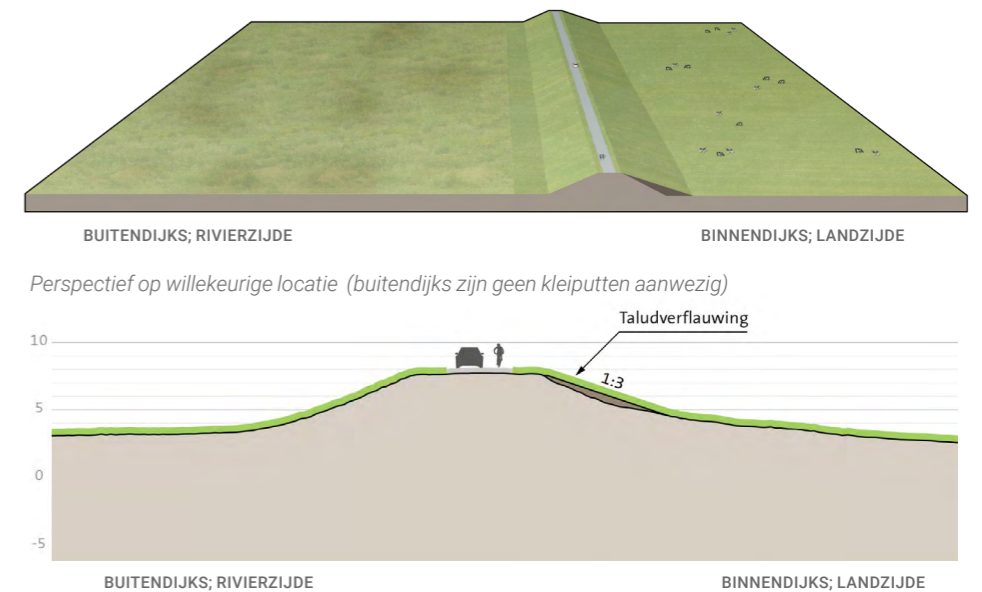 BUITENDIJKS; RIVIERZIJDE
BINNENDIJKS; LANDZIJDE
Perspectief op willekeurige locatie (buitendijks zijn geen kleiputten aanwezig)
Taludverflauwing
10
1:3
5
0
-5
BUITENDIJKS; RIVIERZIJDE
BINNENDIJKS; LANDZIJDE